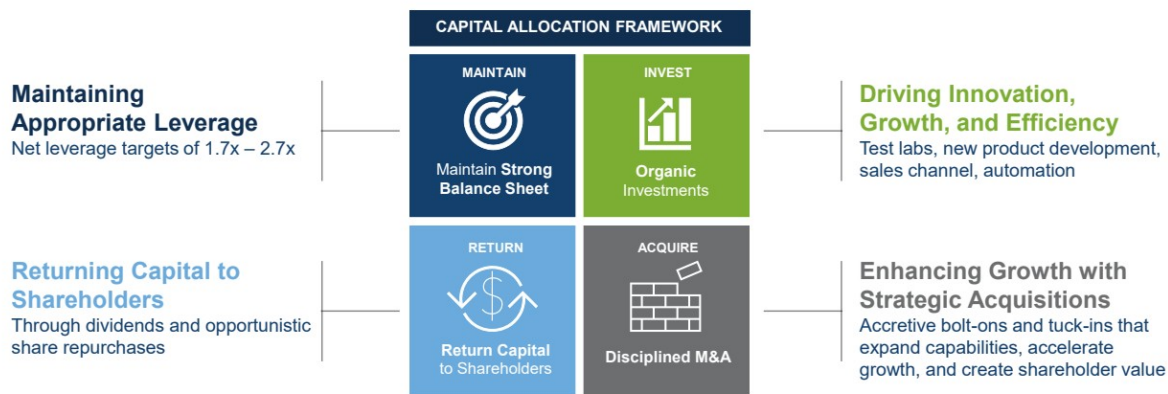 CAPITAL ALLOCATION FRAMEWORK
Maintaining
Appropriate Leverage
Net leverage targets of 1.7x – 2.7x
MAINTAIN
Maintain Strong
Balance Sheet
INVEST
Organic
Investments
Driving Innovation,
Growth, and Efficiency
Test labs, new product development,
sales channel, automation
Returning Capital to
Shareholders
Through dividends and opportunistic
share repurchases
RETURN
$
Return Capital
to Shareholders
ACQUIRE
Disciplined M&A
Enhancing Growth with
Strategic Acquisitions
Accretive bolt-ons and tuck-ins that
expand capabilities, accelerate
growth, and create shareholder value